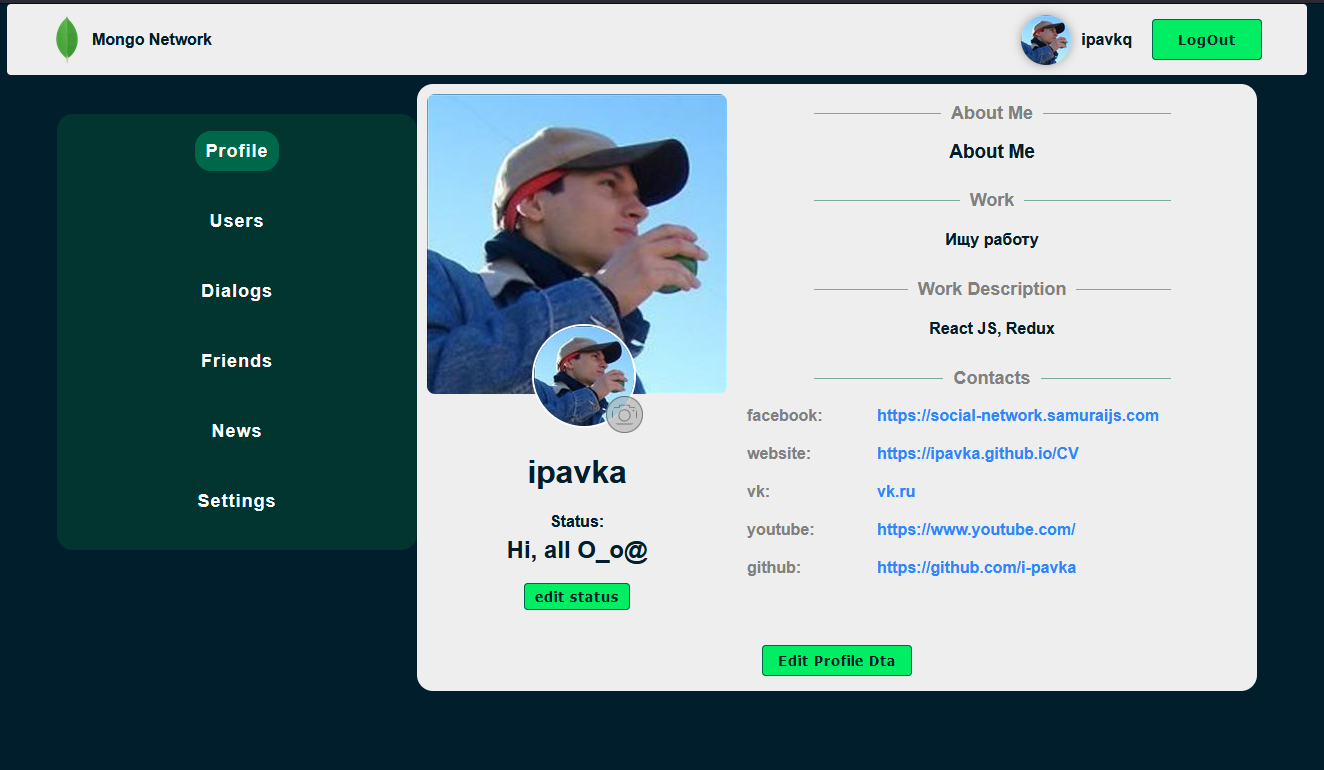 Mongo Network
ipavkq
LogOut
Profile
Users
Dialogs
Friends
News
Settings
ipavka
Status:
Hi, all O_o@
edit status
About Me
About Me
Work
Ищу работу
Work Description
React JS, Redux
Contacts
facebook: https://social-network.samuraijs.com
website: https://ipavka.github.io/CV
vk: vk.ru
youtube: https://www.youtube.com/
github: https://github.com/i-pavka
Edit Profile Dta